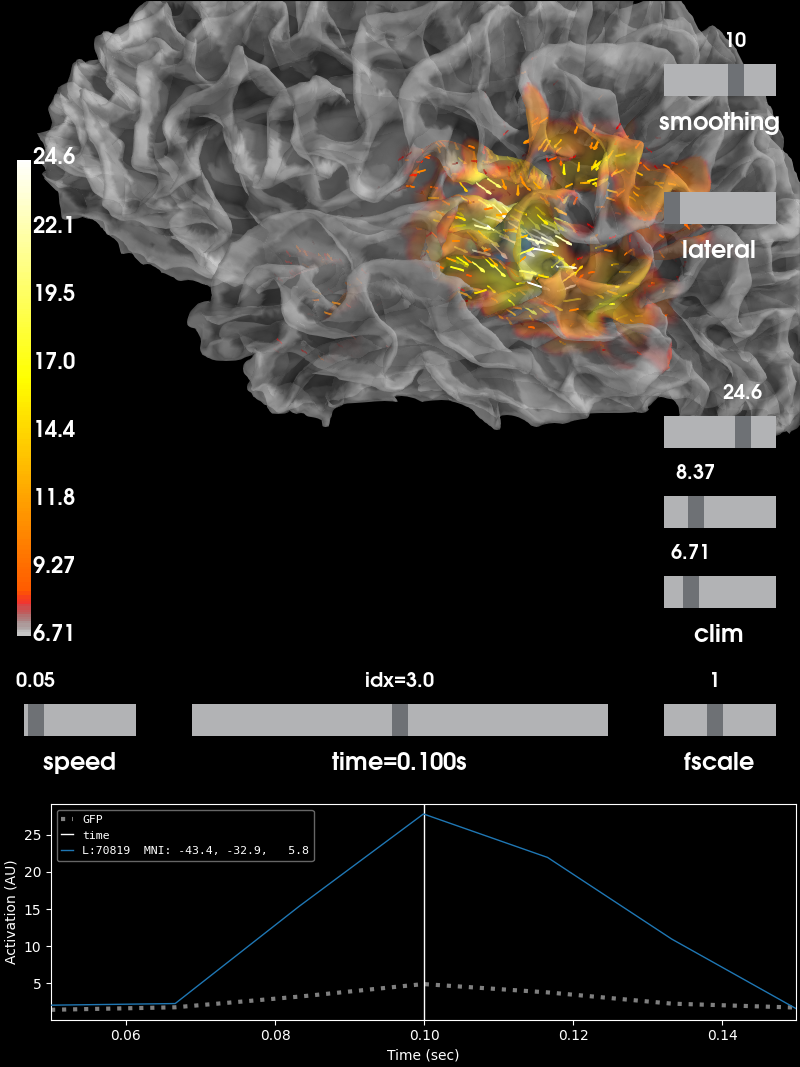 10
smoothing
24.6
22.1
19.5
17.0
14.4
11.8
9.27
6.71
lateral
24.6
8.37
6.71
clim
0.05
idx=3.0
1
speed
time=0.100s
fscale
GFP
time
L:70819 MNI: -43.4, -32.9, 5.8
25
20
15
10
5
Activation (AU)
0.06 0.08 0.10 0.12 0.14
Time (sec)